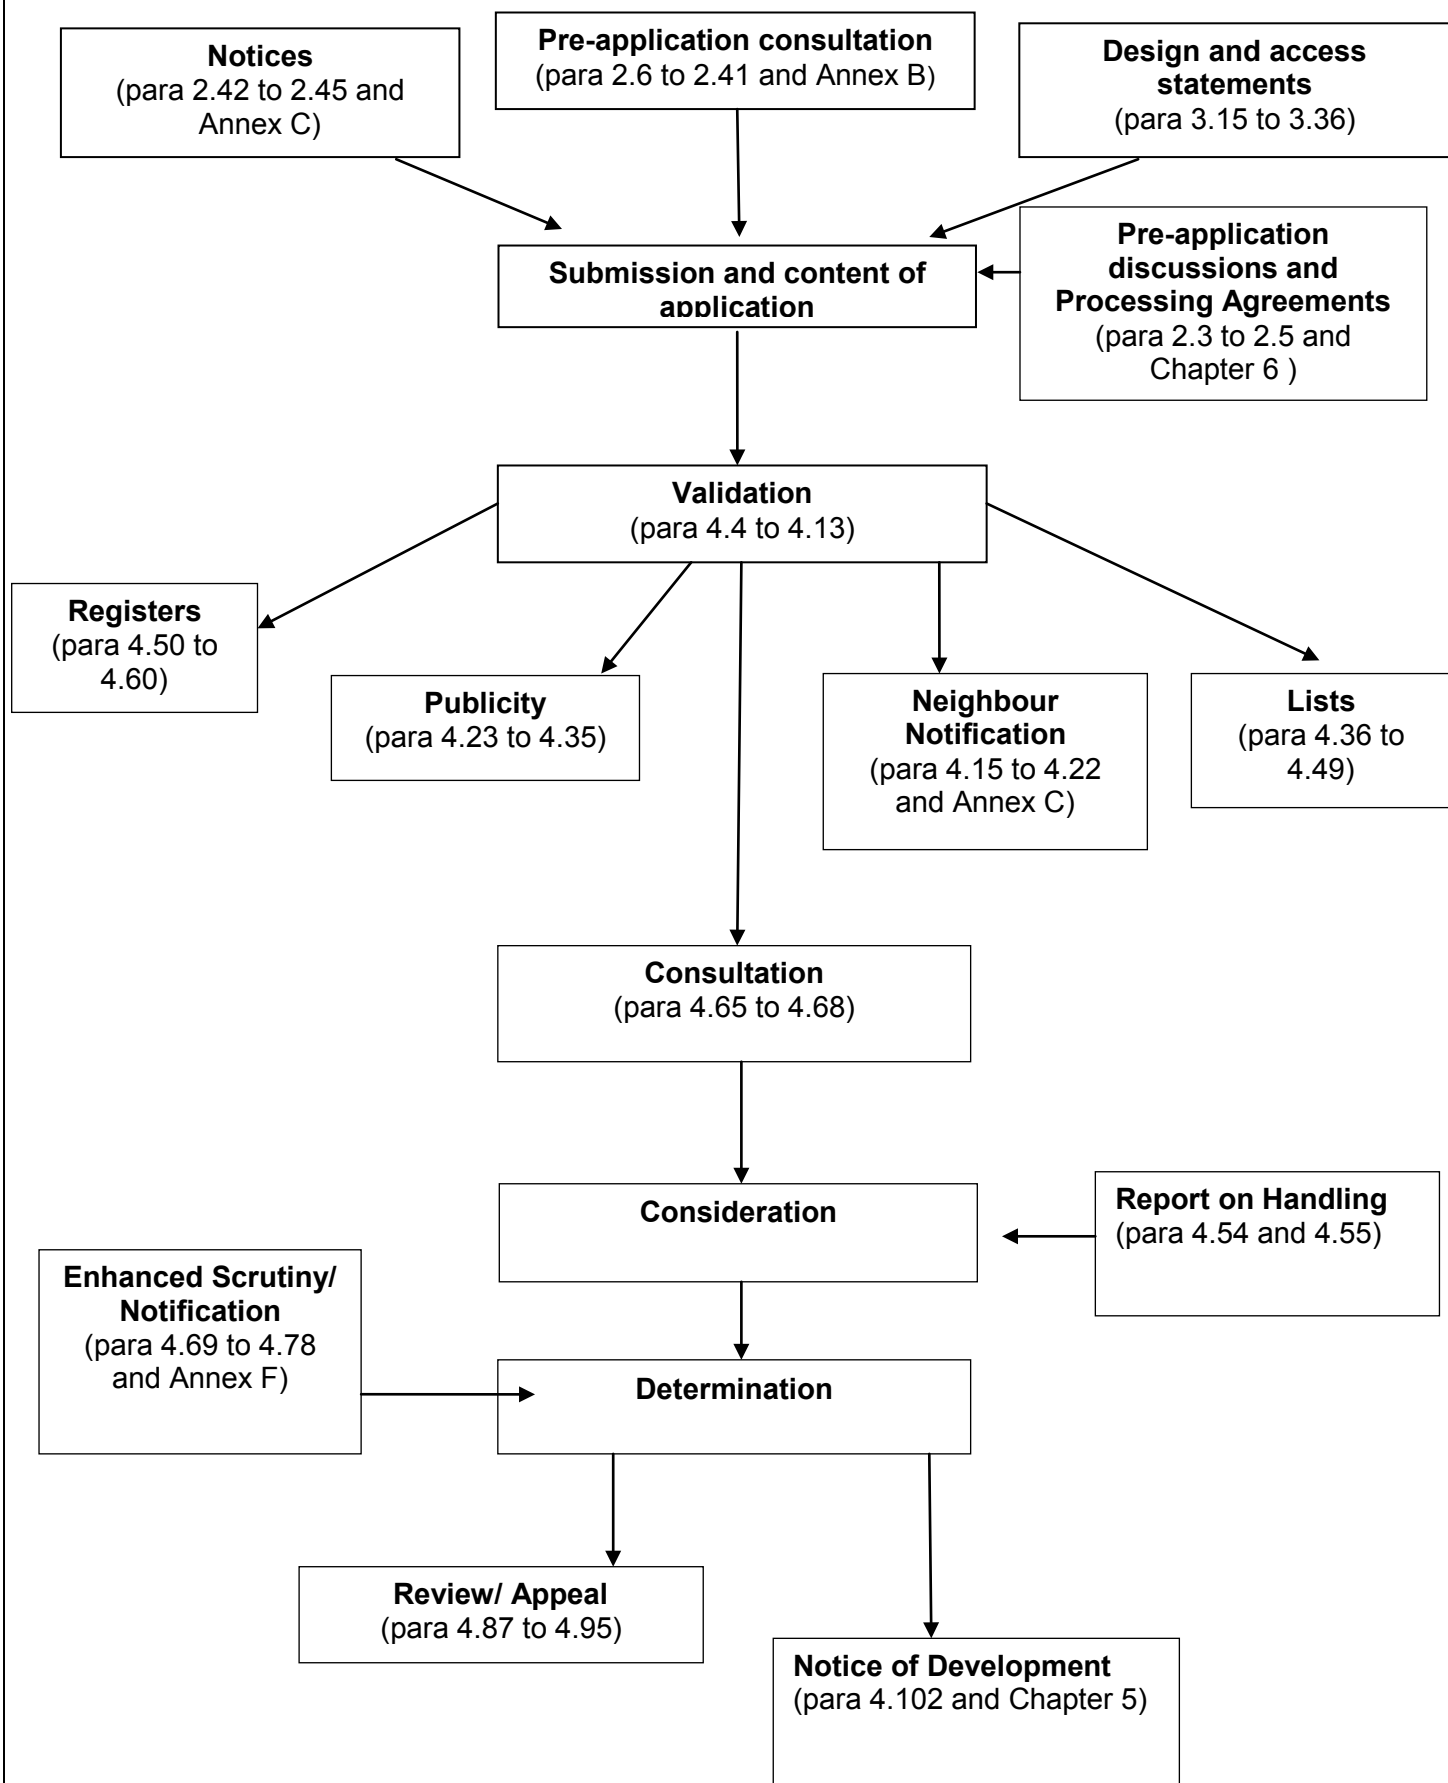 Notices
(para 2.42 to 2.45 and
Annex C)
Pre-application consultation
(para 2.6 to 2.41 and Annex B)
Design and access
statements
(para 3.15 to 3.36)
Submission and content of
application
Pre-application
discussions and
Processing Agreements
(para 2.3 to 2.5 and
Chapter 6 )
Validation
(para 4.4 to 4.13)
Registers
(para 4.50 to
4.60)
Publicity
(para 4.23 to 4.35)
Neighbour
Notification
(para 4.15 to 4.22
and Annex C)
Lists
(para 4.36 to
4.49)
Consultation
(para 4.65 to 4.68)
Consideration
Report on Handling
(para 4.54 and 4.55)
Enhanced Scrutiny/
Notification
(para 4.69 to 4.78
and Annex F)
Determination
Review/ Appeal
(para 4.87 to 4.95)
Notice of Development
(para 4.102 and Chapter 5)